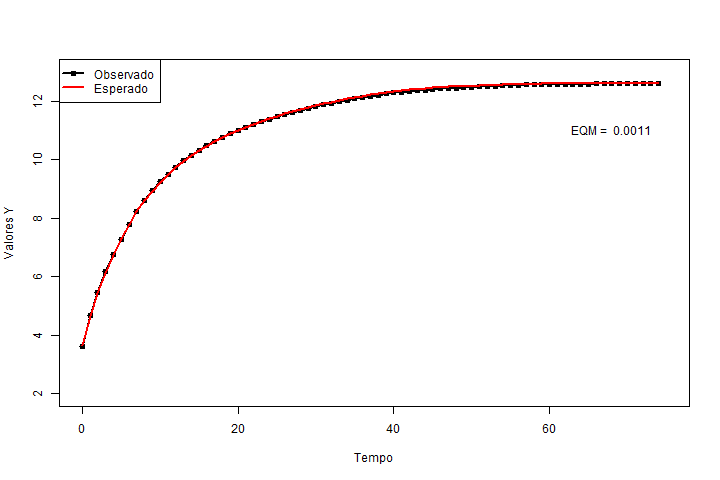 Observado
Esperado
EQM = 0.0011
Valores Y
12
10
8
6
4
2
0
20
40
60
Tempo